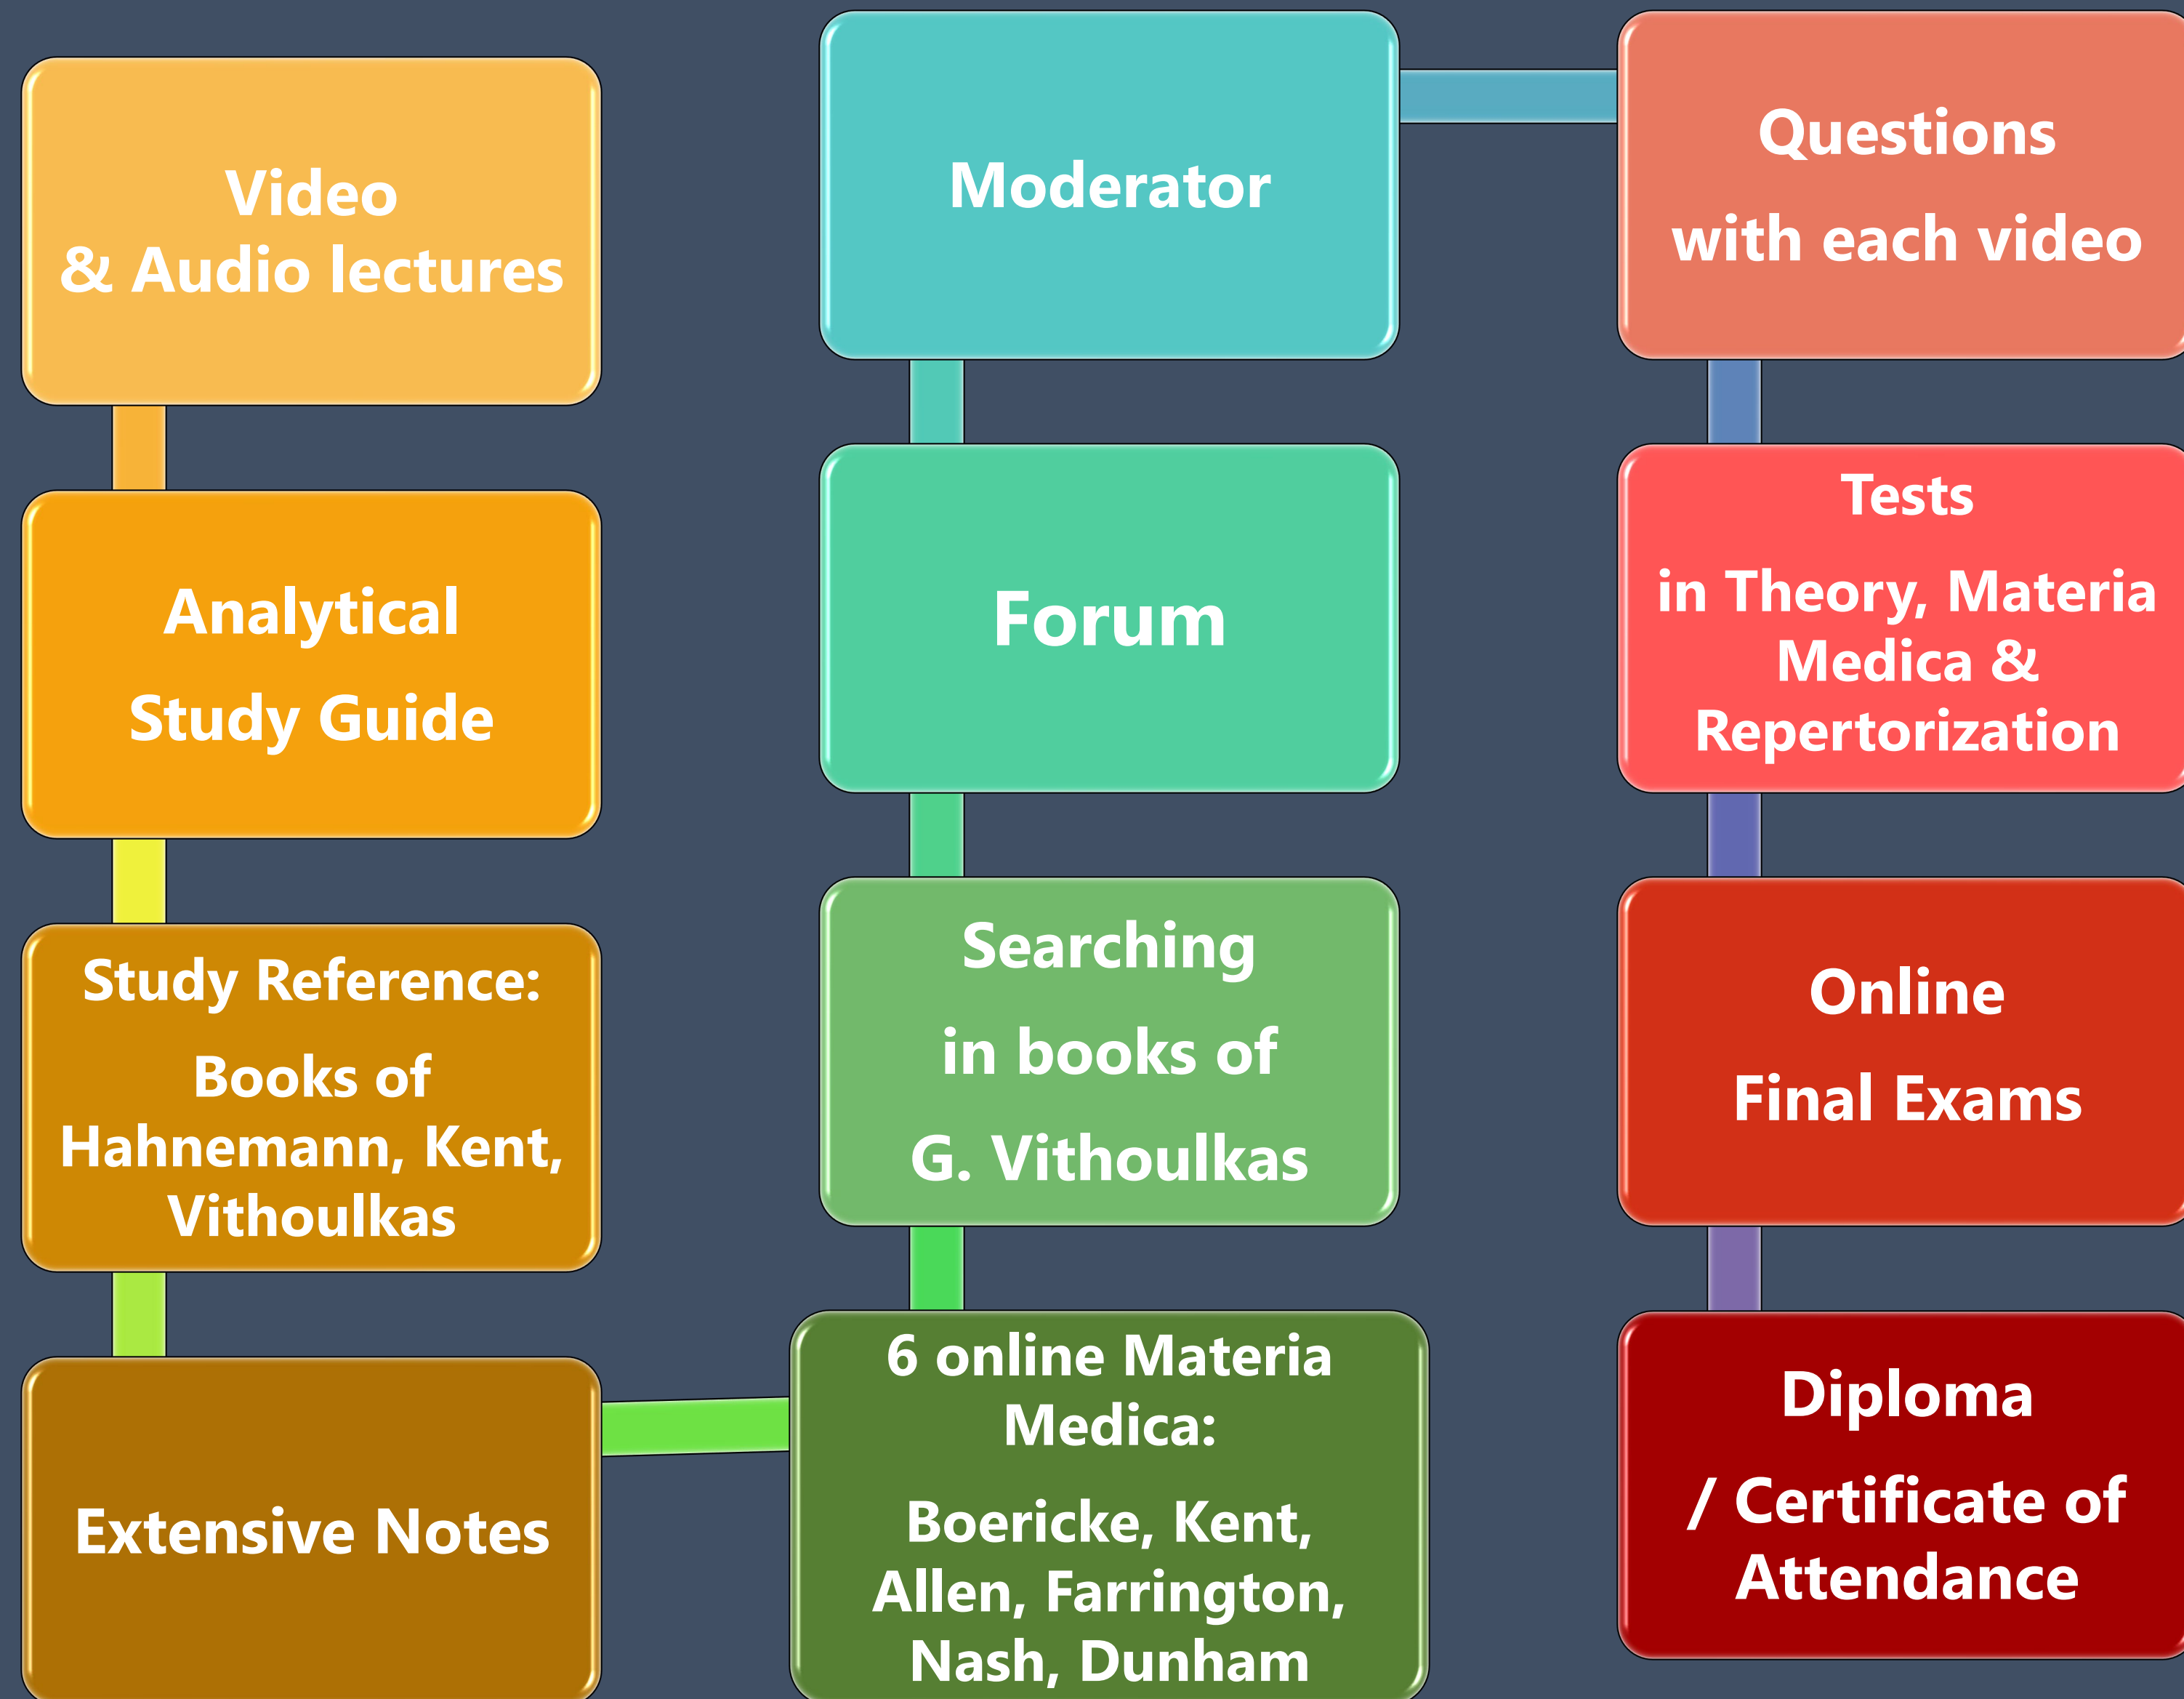 Video
& Audio lectures
Analytical
Study Guide
Study Reference:
Books of
Hahnemann, Kent,
Vithoulkas
Extensive Notes
6 online Materia
Medica:
Boericke, Kent,
Allen, Farrington,
Nash, Dunham
Searching
in books of
G. Vithoulkas
Forum
Moderator
Questions
with each video
Tests
in Theory, Materia
Medica &
Repertorization
Online
Final Exams
Diploma
/ Certificate of
Attendance